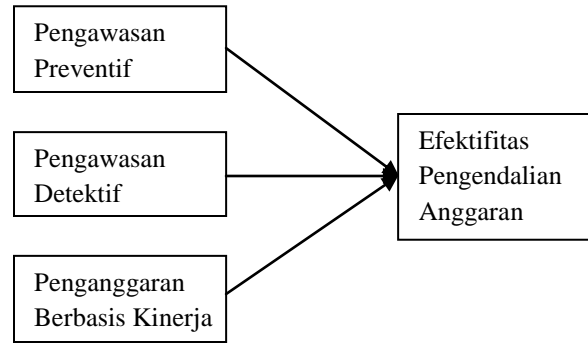 Pengawasan
Preventif
Pengawasan
Detektif
Penganggaran
Berbasis Kinerja
Efektifitas
Pengendalian
Anggaran